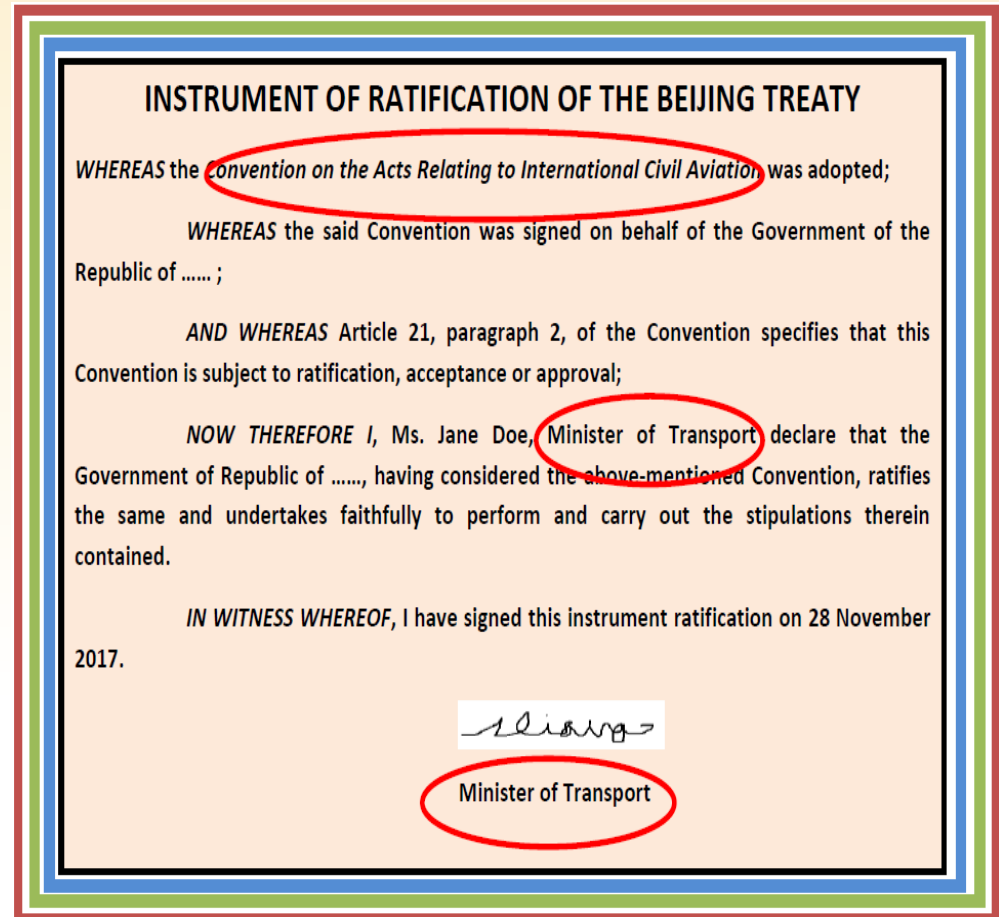 INSTRUMENT OF RATIFICATION OF THE BEIJING TREATY
WHEREAS the Convention on the Acts Relating to International Civil Aviation was adopted;
WHEREAS the said Convention was signed on behalf of the Government of the
Republic of ...... ;
AND WHEREAS Article 21, paragraph 2, of the Convention specifies that this
Convention is subject to ratification, acceptance or approval;
NOW THEREFORE I, Ms. Jane Doe, Minister of Transport declare that the
Government of Republic of ......, having considered the above-mentioned Convention, ratifies
the same and undertakes faithfully to perform and carry out the stipulations therein
contained.
IN WITNESS WHEREOF, I have signed this instrument ratification on 28 November
2017.
Minister of Transport